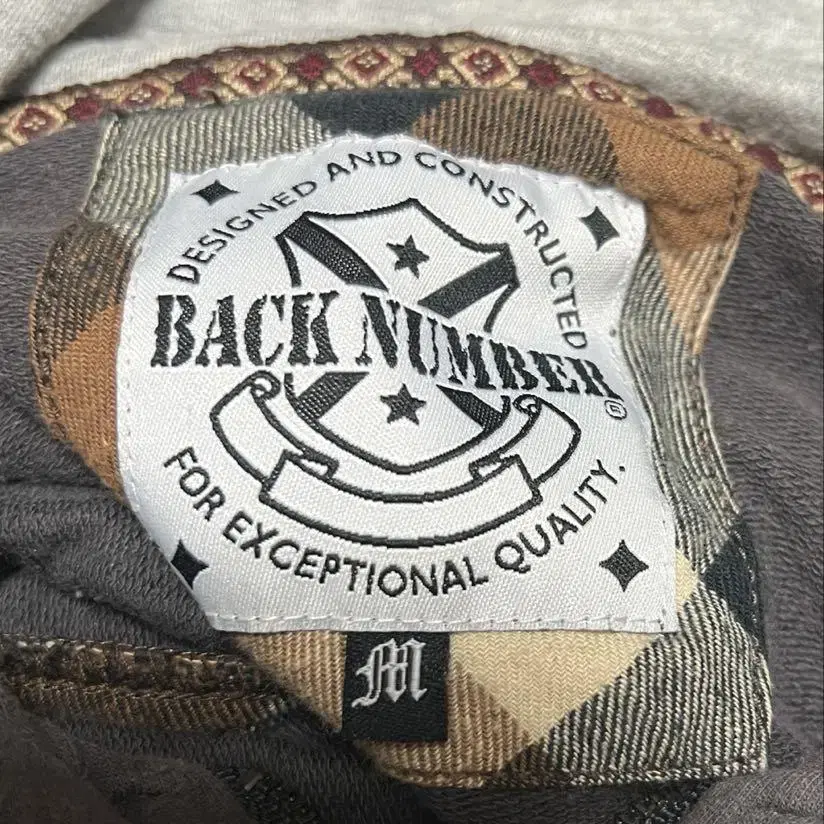 DESIGNED AND CONSTRUCTED
BACK NUMBER®
FOR EXCEPTIONAL QUALITY.
M